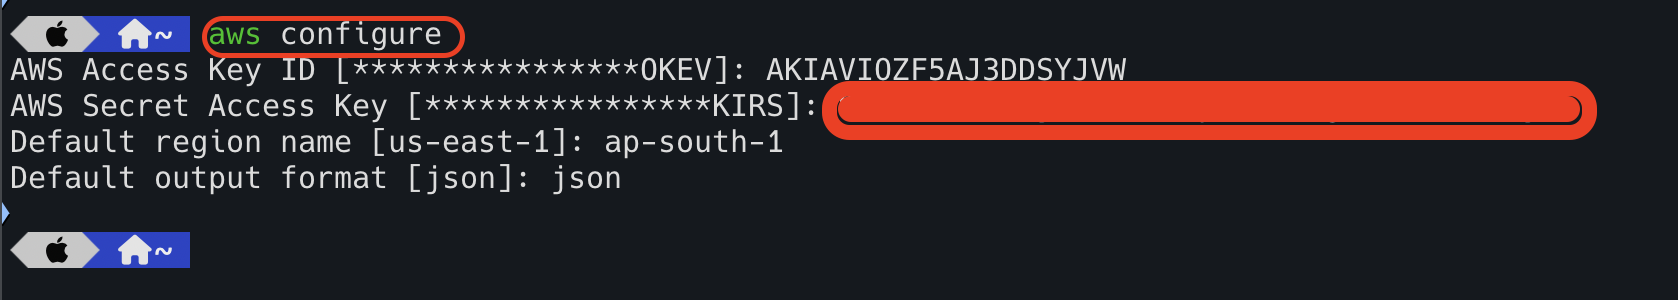 ~ aws configure
AWS Access Key ID [****************OKEV]: AKIAVIOZF5AJ3DDSYJVW
AWS Secret Access Key [****************KIRS]:
Default region name [us-east-1]: ap-south-1
Default output format [json]: json
~